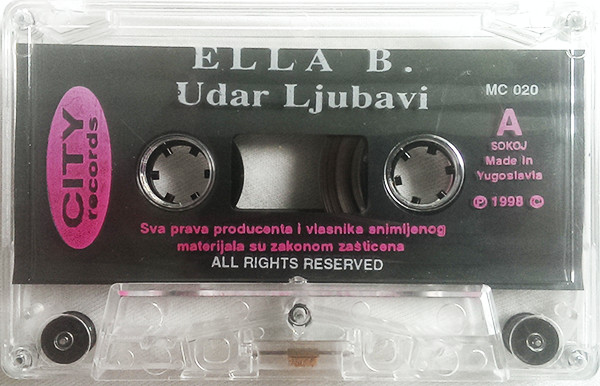 ELLA B.
Udar Ljubavi
MC 020
CITY
records
A
SOKOJ
Made in
Yugoslavia
℗ 1998 ©
Sva prava producenta i vlasnika snimljenog
materijala su zakonom zaštićena
ALL RIGHTS RESERVED